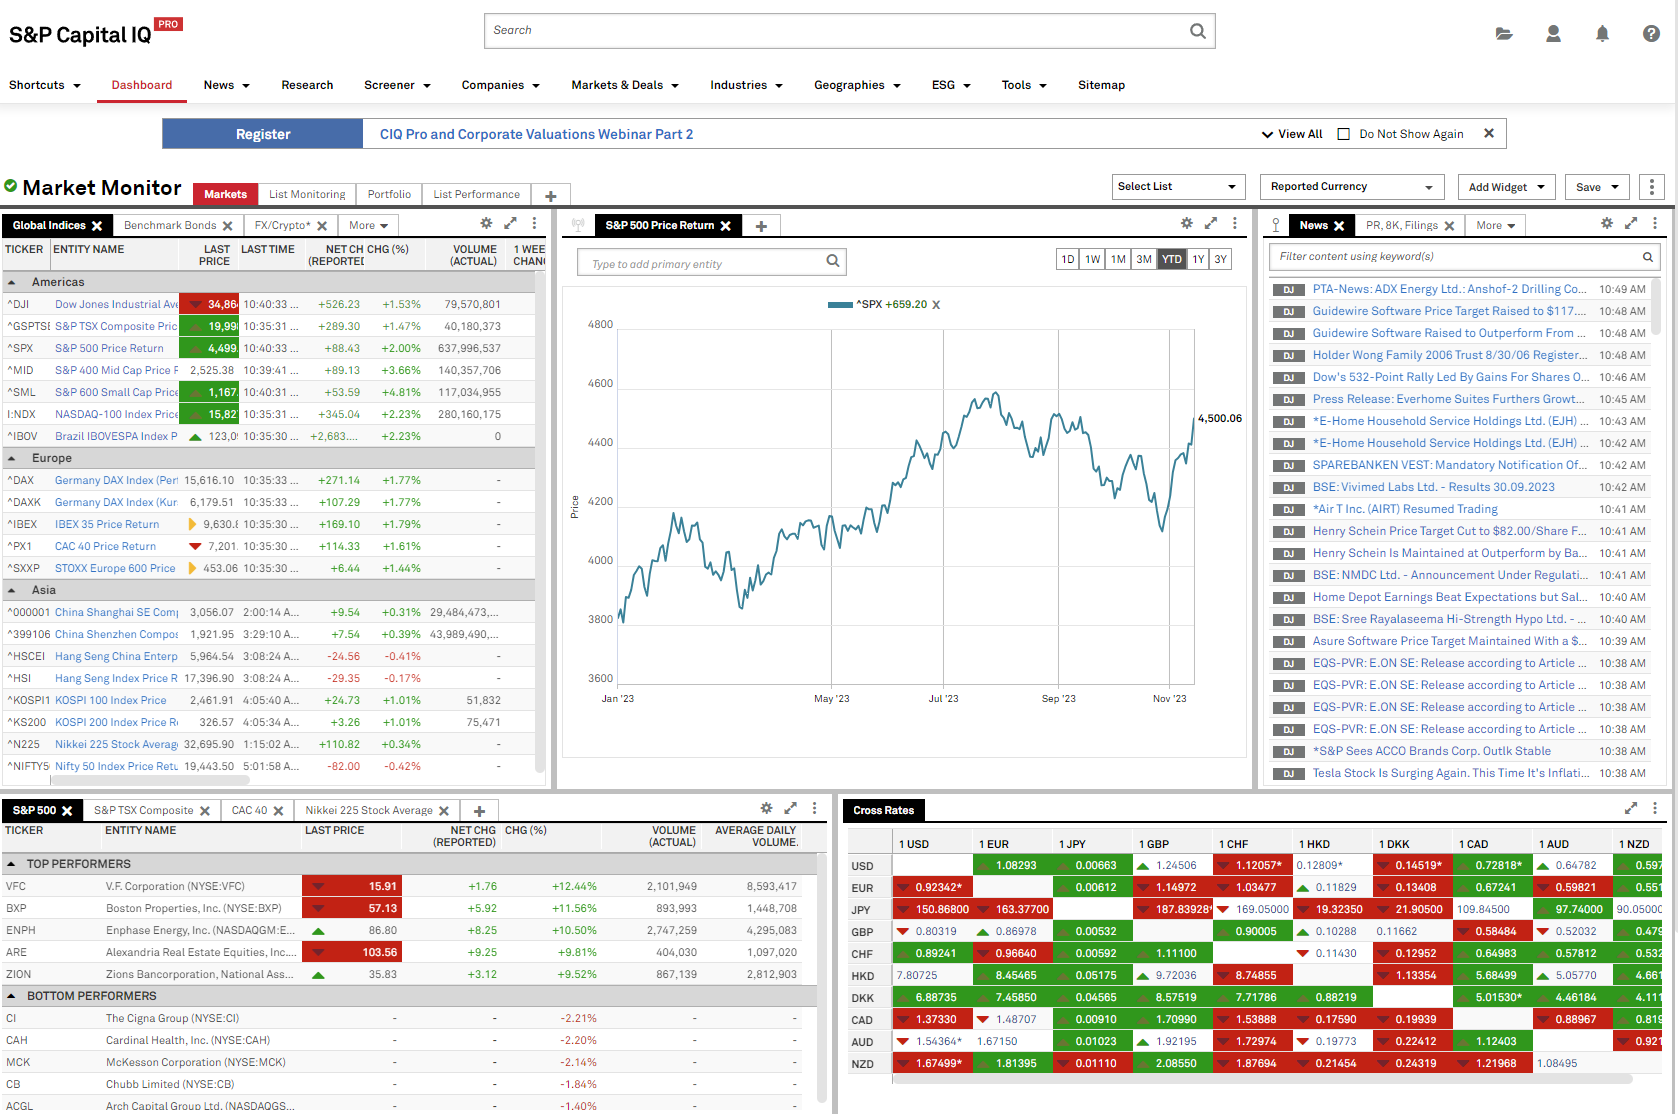 S&P Capital IQ PRO
Search
Shortcuts Dashboard News Research Screener Companies Markets & Deals Industries Geographies ESG Tools Sitemap
Register CIQ Pro and Corporate Valuations Webinar Part 2 View All Do Not Show Again
Market Monitor Markets List Monitoring Portfolio List Performance Select List Reported Currency Add Widget Save
Global Indices Benchmark Bonds FX/Crypto* More
TICKER ENTITY NAME LAST PRICE LAST TIME NET CH (REPORTED CHG (%) VOLUME (ACTUAL) 1 WEE CHAN
Americas
^DJI Dow Jones Industrial Ave 34,86 10:40:33 ... +526.23 +1.53% 79,570,801
^GSPTSE S&P TSX Composite Pric 19,99 10:35:31 ... +289.30 +1.47% 40,180,373
^SPX S&P 500 Price Return 4,499. 10:40:33 ... +88.43 +2.00% 637,996,537
^MID S&P 400 Mid Cap Price F 2,525.38 10:39:41 ... +89.13 +3.66% 140,357,706
^SML S&P 600 Small Cap Price 1,167. 10:35:31 ... +53.59 +4.81% 117,034,955
I:NDX NASDAQ-100 Index Price 15,82 10:35:31 ... +345.04 +2.23% 280,160,175
^IBOV Brazil IBOVESPA Index P 123,0 10:35:30 ... +2,683.... +2.23% 0
Europe
^DAX Germany DAX Index (Per 15,616.10 10:35:33 ... +271.14 +1.77% -
^DAXK Germany DAX Index (Kur 6,179.51 10:35:33 ... +107.29 +1.77% -
^IBEX IBEX 35 Price Return 9,630. 10:35:30 ... +169.10 +1.79% -
^PX1 CAC 40 Price Return 7,201. 10:35:30 ... +114.33 +1.61% -
^SXXP STOXX Europe 600 Price 453.06 10:35:30 ... +6.44 +1.44% -
Asia
^000001 China Shanghai SE Comp 3,056.07 2:00:14 A... +9.54 +0.31% 29,484,473,...
^399106 China Shenzhen Compos 1,921.95 3:29:10 A... +7.54 +0.39% 43,989,490,...
^HSCEI Hang Seng China Enterp 5,964.54 3:08:24 A... -24.56 -0.41% -
^HSI Hang Seng Index Price R 17,396.90 3:08:24 A... -29.35 -0.17% -
^KOSPI1 KOSPI 100 Index Price 2,461.91 4:05:40 A... +24.73 +1.01% 51,832
^KS200 KOSPI 200 Index Price Re 326.57 4:05:34 A... +3.26 +1.01% 75,471
^N225 Nikkei 225 Stock Averag 32,695.90 1:15:02 A... +110.82 +0.34% -
^NIFTY5 Nifty 50 Index Price Retu 19,443.50 5:01:58 A... -82.00 -0.42% -
S&P 500 Price Return
Type to add primary entity
1D 1W 1M 3M YTD 1Y 3Y
^SPX +659.20 X
4800
4600
4400
4200
4000
3800
3600
Price
4,500.06
Jan '23 May '23 Jul '23 Sep '23 Nov '23
News PR, 8K, Filings More
Filter content using keyword(s)
DJ PTA-News: ADX Energy Ltd.: Anshof-2 Drilling Co... 10:49 AM
DJ Guidewire Software Price Target Raised to $117.... 10:48 AM
DJ Guidewire Software Raised to Outperform From ... 10:48 AM
DJ Holder Wong Family 2006 Trust 8/30/06 Register... 10:48 AM
DJ Dow's 532-Point Rally Led By Gains For Shares O... 10:46 AM
DJ Press Release: Everhome Suites Furthers Growt... 10:45 AM
DJ *E-Home Household Service Holdings Ltd. (EJH) ... 10:43 AM
DJ *E-Home Household Service Holdings Ltd. (EJH) ... 10:42 AM
DJ SPAREBANKEN VEST: Mandatory Notification Of... 10:42 AM
DJ BSE: Vivimed Labs Ltd. - Results 30.09.2023 10:42 AM
DJ *Air T Inc. (AIRT) Resumed Trading 10:41 AM
DJ Henry Schein Price Target Cut to $82.00/Share F... 10:41 AM
DJ Henry Schein Is Maintained at Outperform by Ba... 10:41 AM
DJ BSE: NMDC Ltd. - Announcement Under Regulati... 10:41 AM
DJ Home Depot Earnings Beat Expectations but Sal... 10:40 AM
DJ BSE: Sree Rayalaseema Hi-Strength Hypo Ltd. - ... 10:40 AM
DJ Asure Software Price Target Maintained With a $... 10:39 AM
DJ EQS-PVR: E.ON SE: Release according to Article ... 10:38 AM
DJ EQS-PVR: E.ON SE: Release according to Article ... 10:38 AM
DJ EQS-PVR: E.ON SE: Release according to Article ... 10:38 AM
DJ EQS-PVR: E.ON SE: Release according to Article ... 10:38 AM
DJ *S&P Sees ACCO Brands Corp. Outlk Stable 10:38 AM
DJ Tesla Stock Is Surging Again. This Time It's Inflati... 10:38 AM
S&P 500 S&P TSX Composite CAC 40 Nikkei 225 Stock Average
TICKER ENTITY NAME LAST PRICE NET CHG (REPORTED) CHG (%) VOLUME (ACTUAL) AVERAGE DAILY VOLUME.
TOP PERFORMERS
VFC V.F. Corporation (NYSE:VFC) 15.91 +1.76 +12.44% 2,101,949 8,593,417
BXP Boston Properties, Inc. (NYSE:BXP) 57.13 +5.92 +11.56% 893,993 1,448,708
ENPH Enphase Energy, Inc. (NASDAQGM:E... 86.80 +8.25 +10.50% 2,747,259 4,295,083
ARE Alexandria Real Estate Equities, Inc.... 103.56 +9.25 +9.81% 404,030 1,097,020
ZION Zions Bancorporation, National Ass... 35.83 +3.12 +9.52% 867,139 2,812,903
BOTTOM PERFORMERS
CI The Cigna Group (NYSE:CI) - - -2.21% - -
CAH Cardinal Health, Inc. (NYSE:CAH) - - -2.20% - -
MCK McKesson Corporation (NYSE:MCK) - - -2.14% - -
CB Chubb Limited (NYSE:CB) - - -1.84% - -
ACGL Arch Capital Group Ltd. (NASDAQGS... - - -1.40% - -
Cross Rates
1 USD 1 EUR 1 JPY 1 GBP 1 CHF 1 HKD 1 DKK 1 CAD 1 AUD 1 NZD
USD 1.08293 0.00663 1.24506 1.12057* 0.12809* 0.14519* 0.72818* 0.64782 0.597
EUR 0.92342* 0.00612 1.14972 1.03477 0.11829 0.13408 0.67241 0.59821 0.551
JPY 150.86800 163.37700 187.83928* 169.05000 19.32350 21.90500 109.84500 97.74000 90.05000
GBP 0.80319 0.86978 0.00532 0.90005 0.10288 0.11662 0.58484 0.52032 0.479
CHF 0.89241 0.96640 0.00592 1.11100 0.11430 0.12952 0.64983 0.57812 0.532
HKD 7.80725 8.45465 0.05175 9.72036 8.74855 1.13354 5.68499 5.05770 4.661
DKK 6.88735 7.45850 0.04565 8.57519 7.71786 0.88219 5.01530* 4.46184 4.111
CAD 1.37330 1.48707 0.00910 1.70990 1.53888 0.17590 0.19939 0.88967 0.819
AUD 1.54364* 1.67150 0.01023 1.92195 1.72974 0.19773 0.22412 1.12403 0.921
NZD 1.67499* 1.81395 0.01110 2.08550 1.87694 0.21454 0.24319 1.21968 1.08495